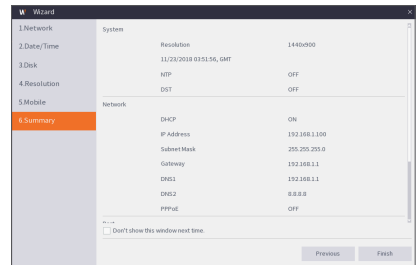 W Wizard ×
1.Network
2.Date/Time
3.Disk
4.Resolution
5.Mobile
6.Summary
System
Resolution 1440x900
11/23/2018 03:51:56, GMT
NTP OFF
DST OFF
Network
DHCP ON
IP Address 192.168.1.100
Subnet Mask 255.255.255.0
Gateway 192.168.1.1
DNS1 192.168.1.1
DNS2 8.8.8.8
PPPoE OFF
Don't show this window next time.
Previous Finish